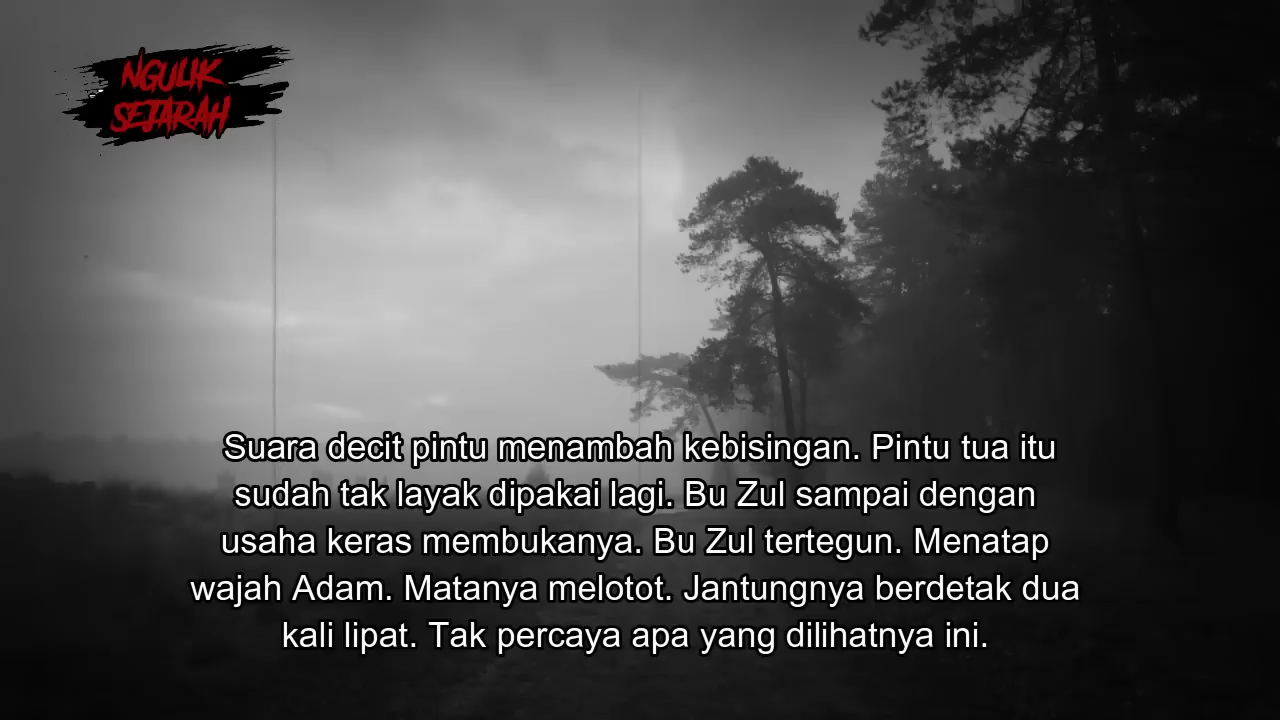 NGULIK
SEJARAH
Suara decit pintu menambah kebisingan. Pintu tua itu
sudah tak layak dipakai lagi. Bu Zul sampai dengan
usaha keras membukanya. Bu Zul tertegun. Menatap
wajah Adam. Matanya melotot. Jantungnya berdetak dua
kali lipat. Tak percaya apa yang dilihatnya ini.